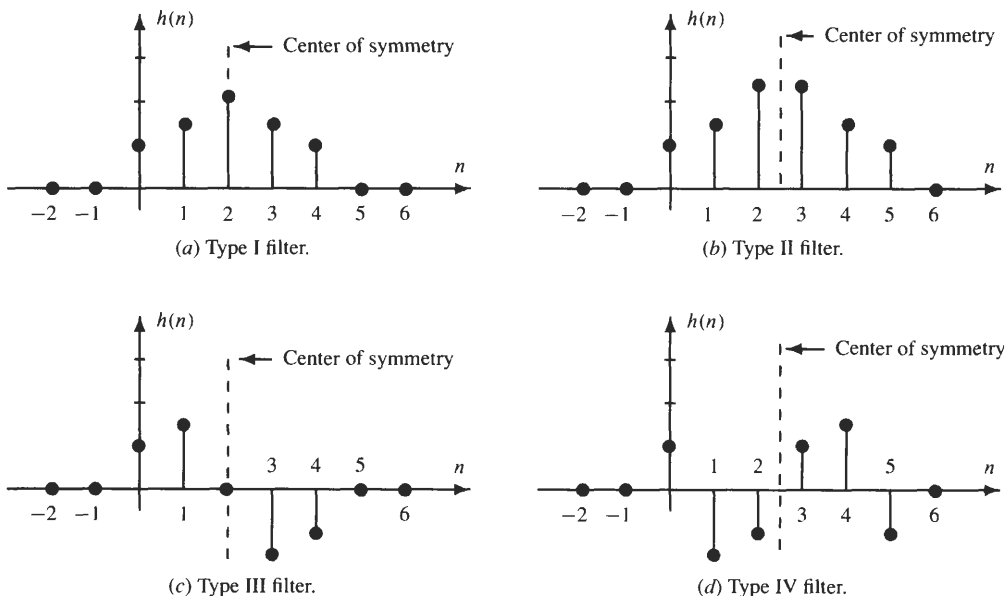 h(n)
Center of symmetry
n
−2 −1 1 2 3 4 5 6
(a) Type I filter.
h(n)
Center of symmetry
n
−2 −1 1 2 3 4 5 6
(b) Type II filter.
h(n)
Center of symmetry
3 4 5 n
−2 −1 1 6
(c) Type III filter.
h(n)
Center of symmetry
1 2 5 n
−2 −1 3 4 6
(d) Type IV filter.